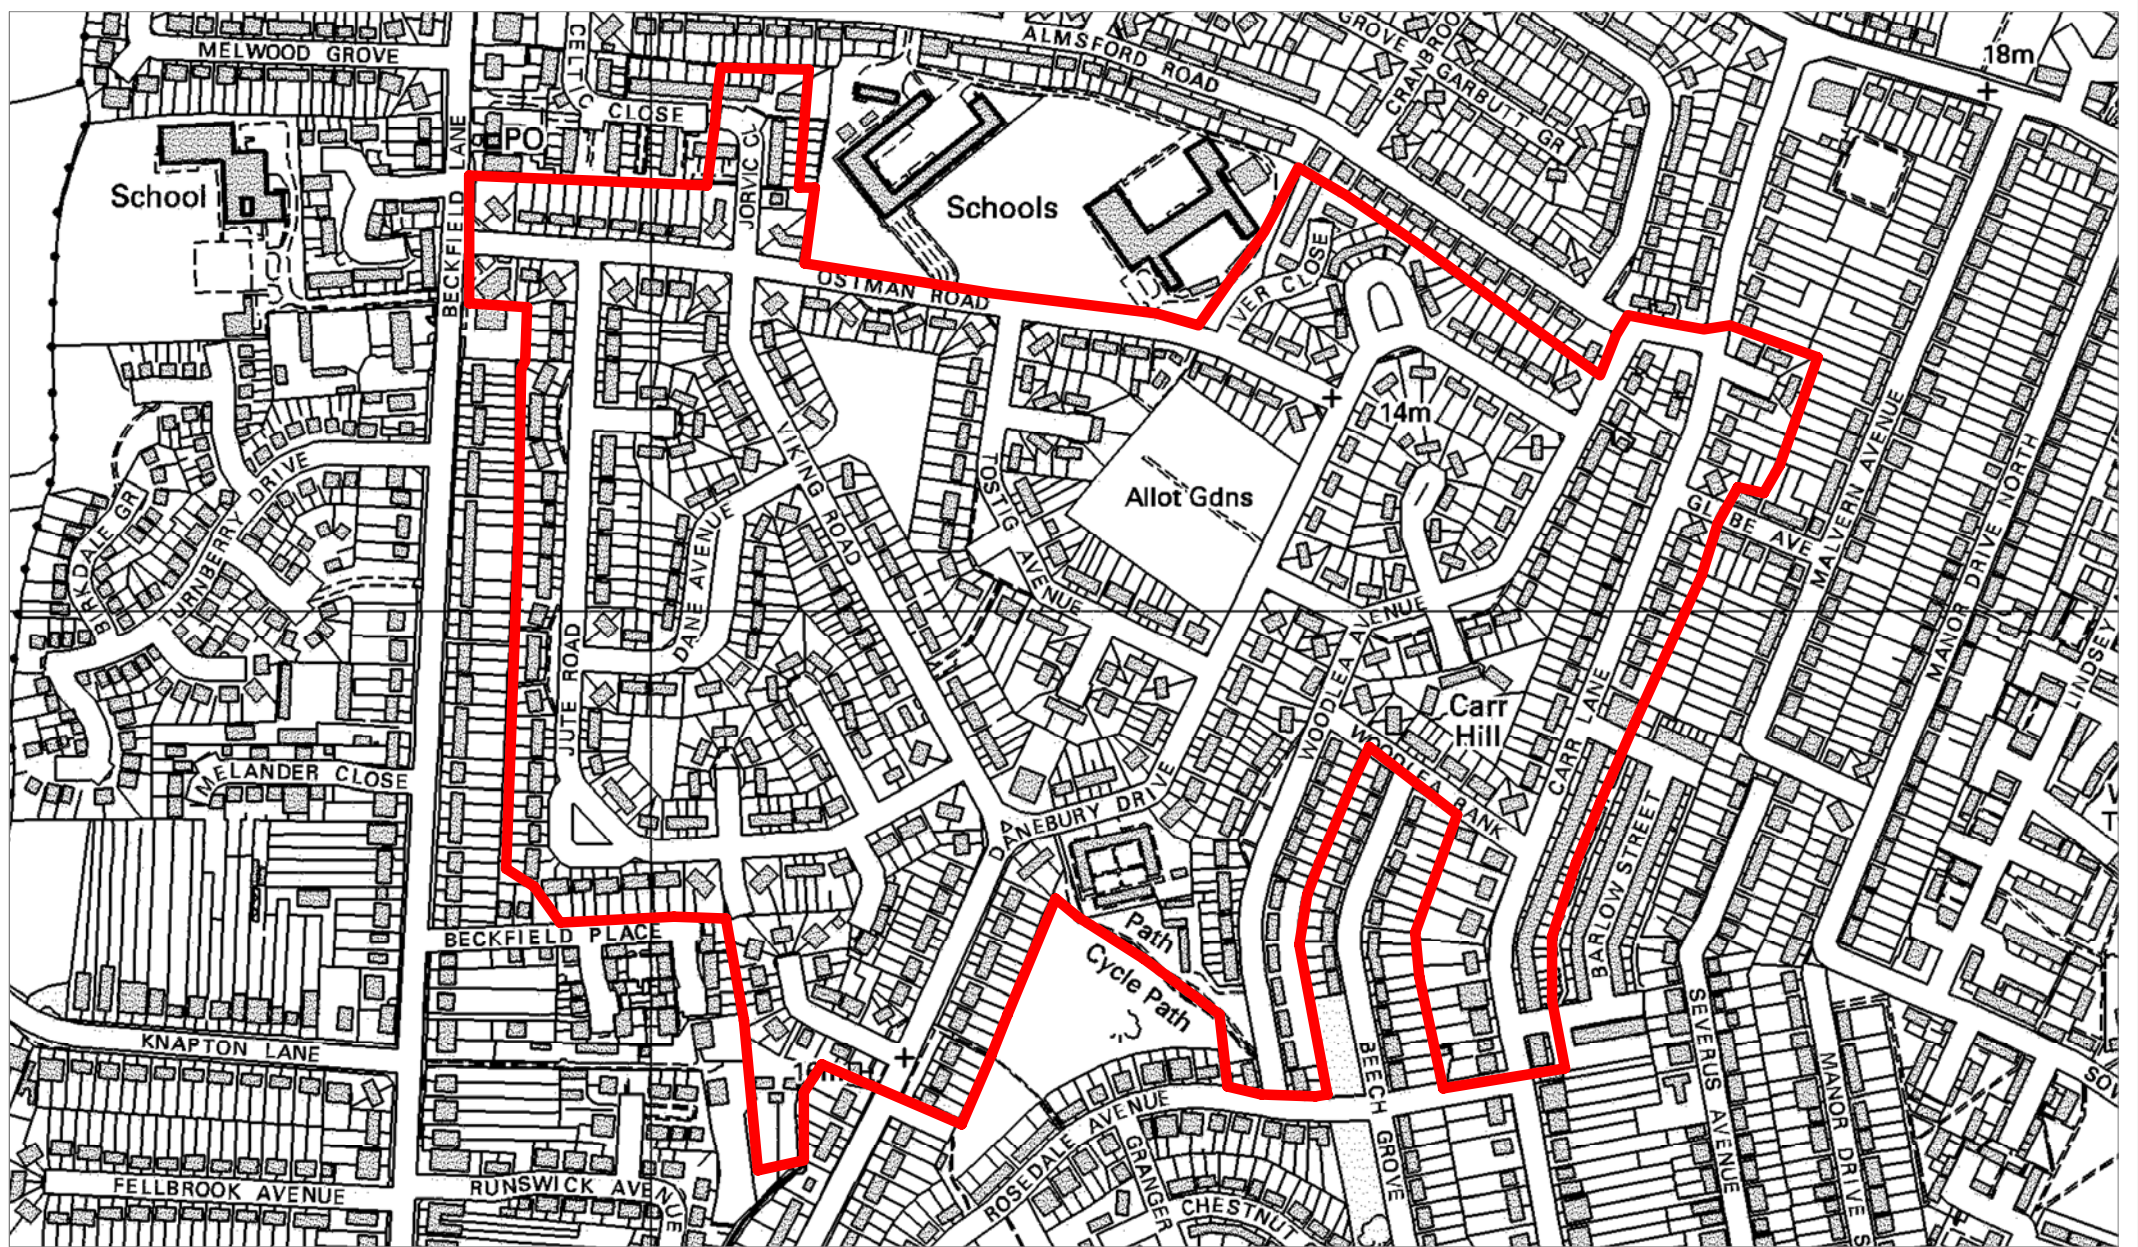 MELWOOD GROVE
CELTIC CLOSE
ALMSFORD ROAD
GROVE
CRANBRO
GARBUTT GR
18m
PO
School
BECKFIELD LANE
JORVIC CL
Schools
OSTMAN ROAD
IVER CLOSE
14m
VIKING ROAD
TOSTIG AVENUE
Allot Gdns
GLEBE AVE
MALVERN AVENUE
MANOR DRIVE NORTH
LINDSEY
BIRKDALE GR
TURNBERRY DRIVE
DANE AVENUE
JUTE ROAD
WOODLEA AVENUE
Carr
Hill
CARR LANE
WOODLEA BANK
MELANDER CLOSE
DANEBURY DRIVE
BARLOW STREET
BECKFIELD PLACE
Path
Cycle Path
KNAPTON LANE
16m
BEECH GROVE
SEVERUS AVENUE
MANOR DRIVE S
SOW
FELLBROOK AVENUE
RUNSWICK AVENUE
ROSEDALE AVENUE
GRANGER
CHESTNUT